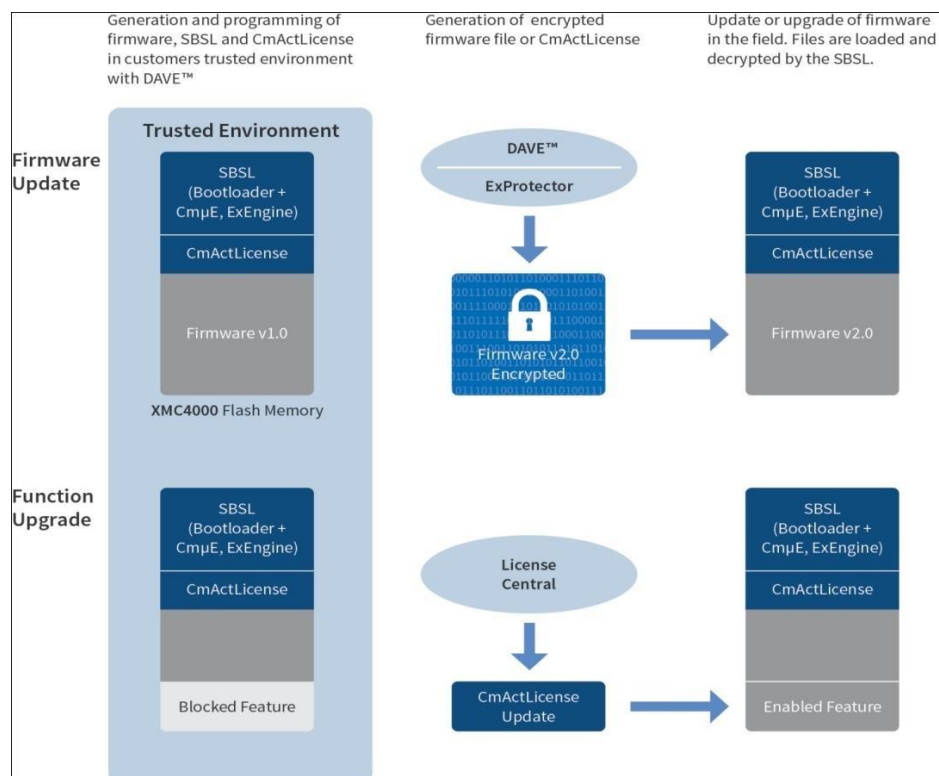 Generation and programming of
firmware, SBSL and CmActLicense
in customers trusted environment
with DAVE™
Generation of encrypted
firmware file or CmActLicense
Update or upgrade of firmware
in the field. Files are loaded and
decrypted by the SBSL.
Firmware
Update
Trusted Environment
SBSL
(Bootloader +
CmµE, ExEngine)
CmActLicense
Firmware v1.0
XMC4000 Flash Memory
DAVE™
ExProtector
Firmware v2.0
Encrypted
SBSL
(Bootloader +
CmµE, ExEngine)
CmActLicense
Firmware v2.0
Function
Upgrade
SBSL
(Bootloader +
CmµE, ExEngine)
CmActLicense
Blocked Feature
License
Central
CmActLicense
Update
SBSL
(Bootloader +
CmµE, ExEngine)
CmActLicense
Enabled Feature